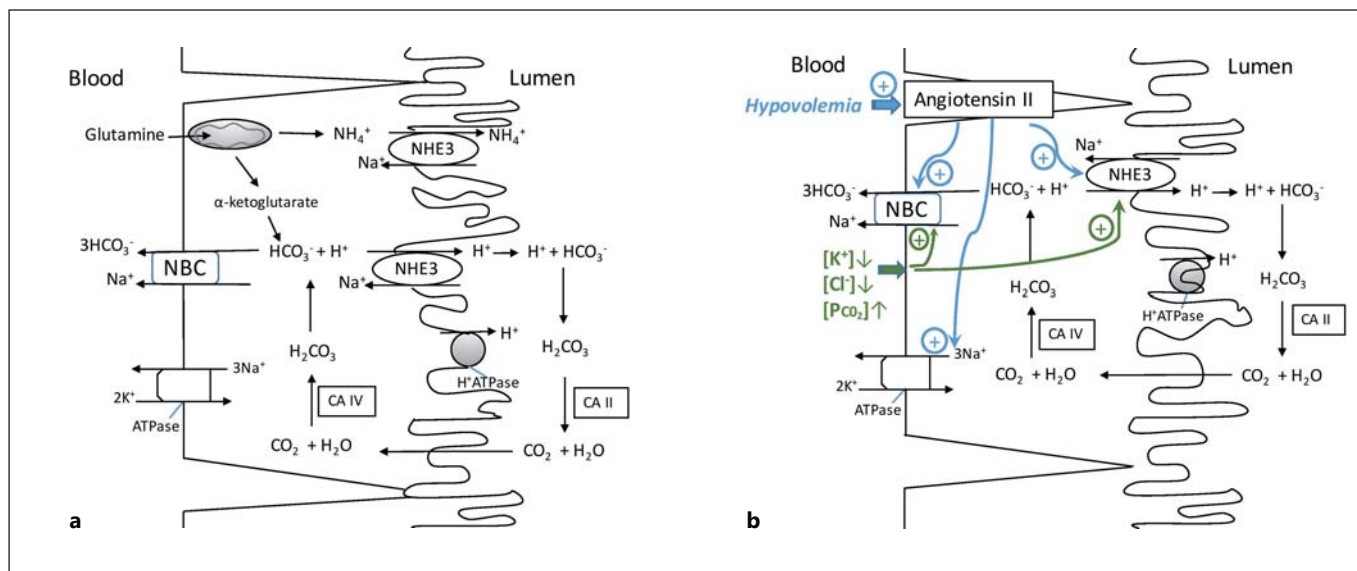 Blood
Lumen
Glutamine
NH₄⁺
NH₄⁺
NHE3
Na⁺
α-ketoglutarate
3HCO₃⁻
HCO₃⁻ + H⁺
H⁺
H⁺ + HCO₃⁻
NBC
NHE3
Na⁺
Na⁺
H⁺
H₂CO₃
H₂CO₃
3Na⁺
H⁺ATPase
2K⁺
CA IV
CA II
ATPase
CO₂ + H₂O
CO₂ + H₂O
a
Blood
Lumen
+
Hypovolemia
Angiotensin II
Na⁺
+
+
NHE3
3HCO₃⁻
HCO₃⁻ + H⁺
H⁺
H⁺ + HCO₃⁻
NBC
Na⁺
+
+
[K⁺]↓
[Cl⁻]↓
[PCO₂]↑
H⁺
H₂CO₃
H₂CO₃
H⁺ATPase
CA II
+
3Na⁺
CA IV
2K⁺
CO₂ + H₂O
CO₂ + H₂O
ATPase
b